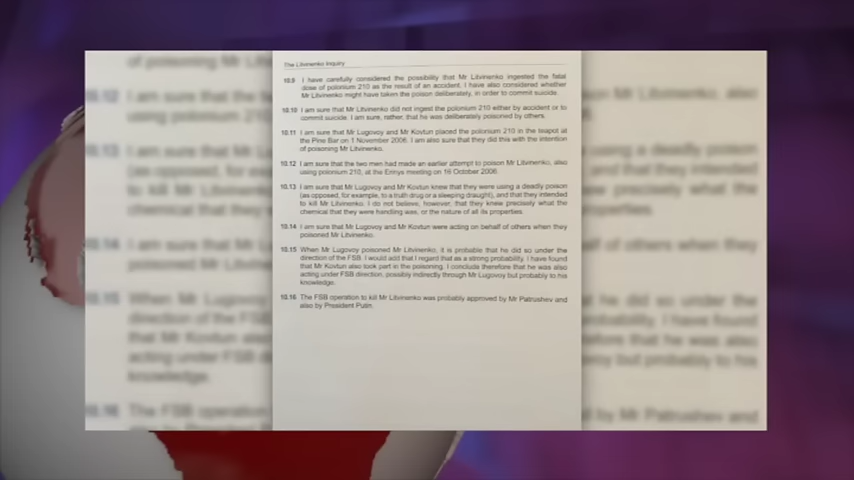 The Litvinenko Inquiry
10.9 I have carefully considered the possibility that Mr Litvinenko ingested the fatal
dose of polonium 210 as the result of an accident. I have also considered whether
Mr Litvinenko might have taken the poison deliberately, in order to commit suicide.
10.10 I am sure that Mr Litvinenko did not ingest the polonium 210 either by accident or to
commit suicide. I am sure, rather, that he was deliberately poisoned by others.
10.11 I am sure that Mr Lugovoy and Mr Kovtun placed the polonium 210 in the teapot at
the Pine Bar on 1 November 2006. I am also sure that they did this with the intention
of poisoning Mr Litvinenko.
10.12 I am sure that the two men had made an earlier attempt to poison Mr Litvinenko, also
using polonium 210, at the Erinys meeting on 16 October 2006.
10.13 I am sure that Mr Lugovoy and Mr Kovtun knew that they were using a deadly poison
(as opposed, for example, to a truth drug or a sleeping draught), and that they intended
to kill Mr Litvinenko. I do not believe, however, that they knew precisely what the
chemical that they were handling was, or the nature of all its properties.
10.14 I am sure that Mr Lugovoy and Mr Kovtun were acting on behalf of others when they
poisoned Mr Litvinenko.
10.15 When Mr Lugovoy poisoned Mr Litvinenko, it is probable that he did so under the
direction of the FSB. I would add that I regard that as a strong probability. I have found
that Mr Kovtun also took part in the poisoning. I conclude therefore that he was also
acting under FSB direction, possibly indirectly through Mr Lugovoy but probably to his
knowledge.
10.16 The FSB operation to kill Mr Litvinenko was probably approved by Mr Patrushev and
also by President Putin.